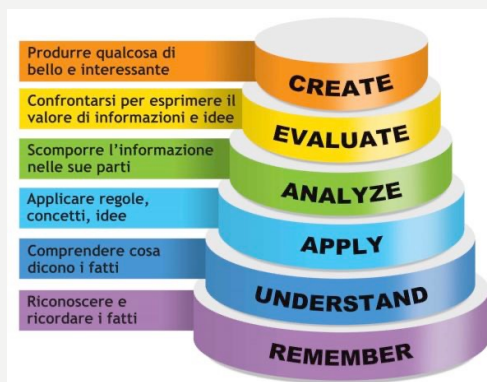 Produrre qualcosa di
bello e interessante
CREATE
Confrontarsi per esprimere il
valore di informazioni e idee
EVALUATE
Scomporre l'informazione
nelle sue parti
ANALYZE
Applicare regole,
concetti, idee
APPLY
Comprendere cosa
dicono i fatti
UNDERSTAND
Riconoscere e
ricordare i fatti
REMEMBER